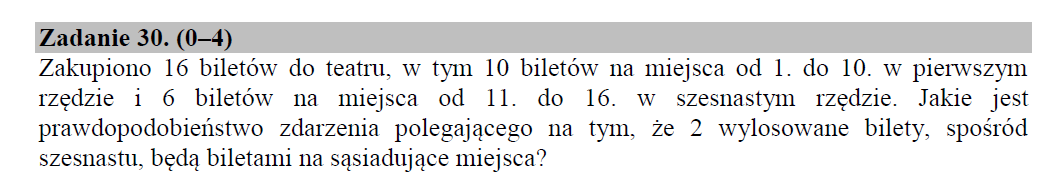 Zadanie 30. (0–4)
Zakupiono 16 biletów do teatru, w tym 10 biletów na miejsca od 1. do 10. w pierwszym
rzędzie i 6 biletów na miejsca od 11. do 16. w szesnastym rzędzie. Jakie jest
prawdopodobieństwo zdarzenia polegającego na tym, że 2 wylosowane bilety, spośród
szesnastu, będą biletami na sąsiadujące miejsca?